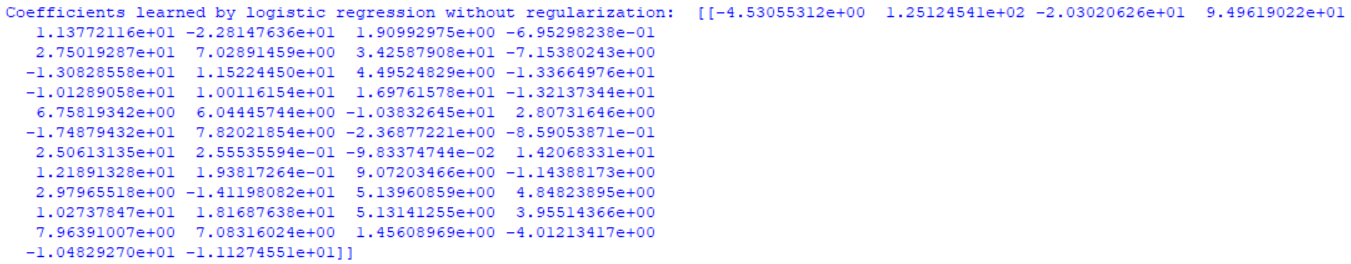 Coefficients learned by logistic regression without regularization:  [[-4.53055312e+00  1.25124541e+02 -2.03020626e+01  9.49619022e+01
1.13772116e+01 -2.28147636e+01  1.90992975e+00 -6.95298238e-01
2.75019287e+01  7.02891459e+00  3.42587908e+01 -7.15380243e+00
-1.30828558e+01  1.15224450e+01  4.49524829e+00 -1.33664976e+01
-1.01289058e+01  1.00116154e+01  1.69761578e+01 -1.32137344e+01
6.75819342e+00  6.04445744e+00 -1.03832645e+01  2.80731646e+00
-1.74879432e+01  7.82021854e+00 -2.36877221e+00 -8.59053871e-01
2.50613135e+01  2.55535594e-01 -9.83374744e-02  1.42068331e+01
1.21891328e+01  1.93817264e-01  9.07203466e+00 -1.14388173e+00
2.97965518e+00 -1.41198082e+01  5.13960859e+00  4.84823895e+00
1.02737847e+01  1.81687638e+01  5.13141255e+00  3.95514366e+00
7.96391007e+00  7.08316024e+00  1.45608969e+00 -4.01213417e+00
-1.04829270e+01 -1.11274551e+01]]